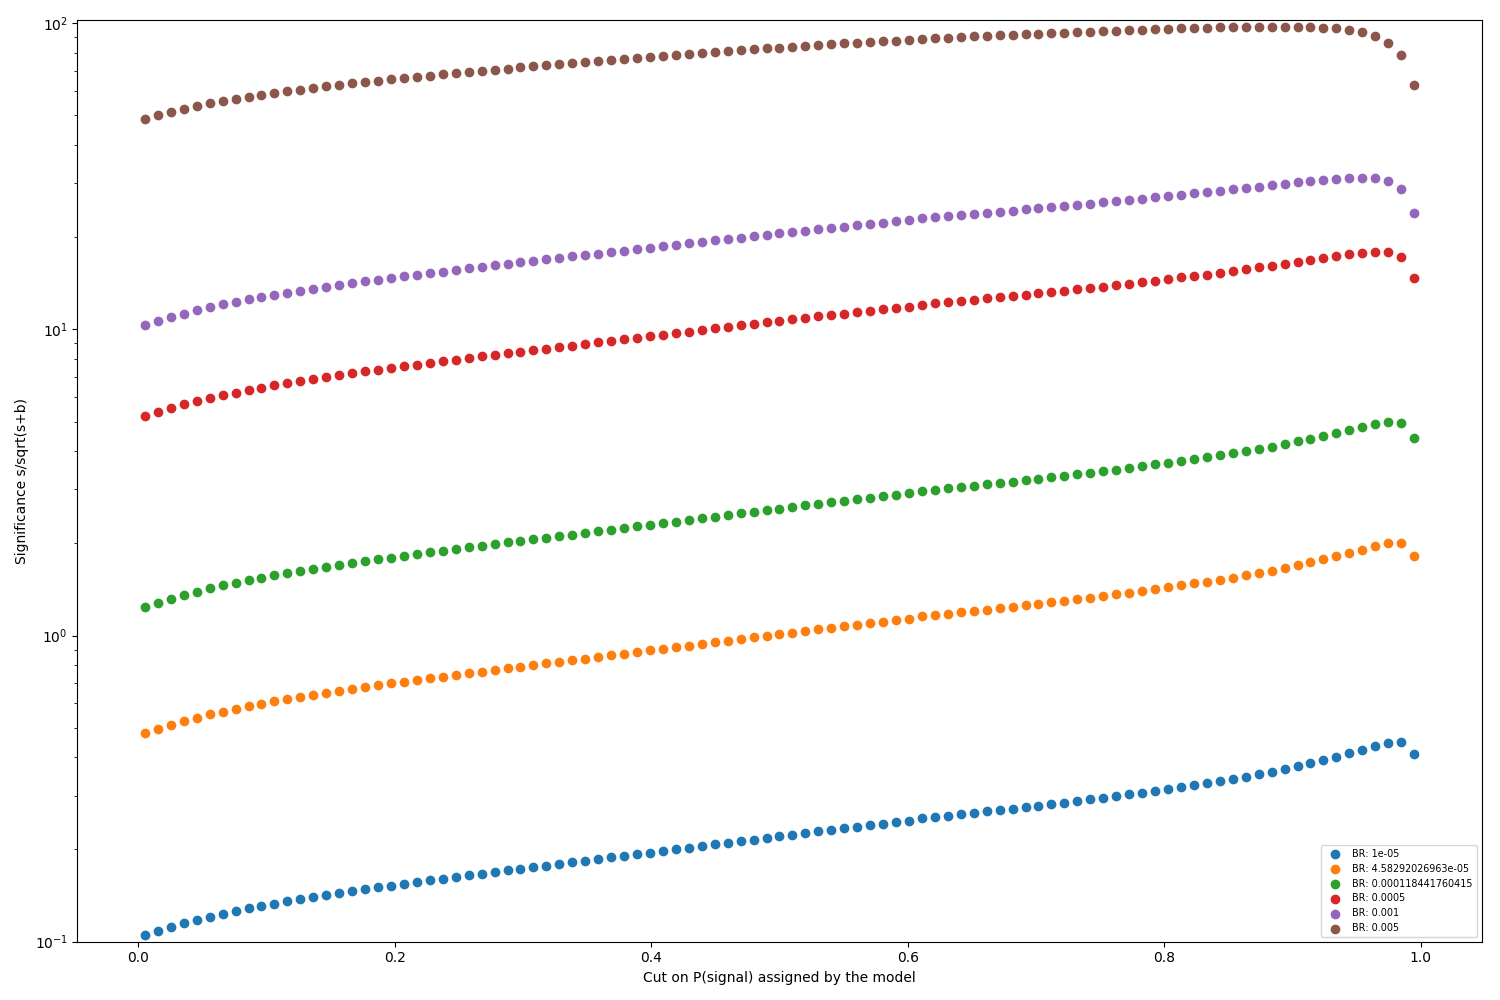 10²
10¹
10⁰
10⁻¹
Significance s/sqrt(s+b)
0.0 0.2 0.4 0.6 0.8 1.0
Cut on P(signal) assigned by the model
BR: 1e-05
BR: 4.58292026963e-05
BR: 0.000118441760415
BR: 0.0005
BR: 0.001
BR: 0.005